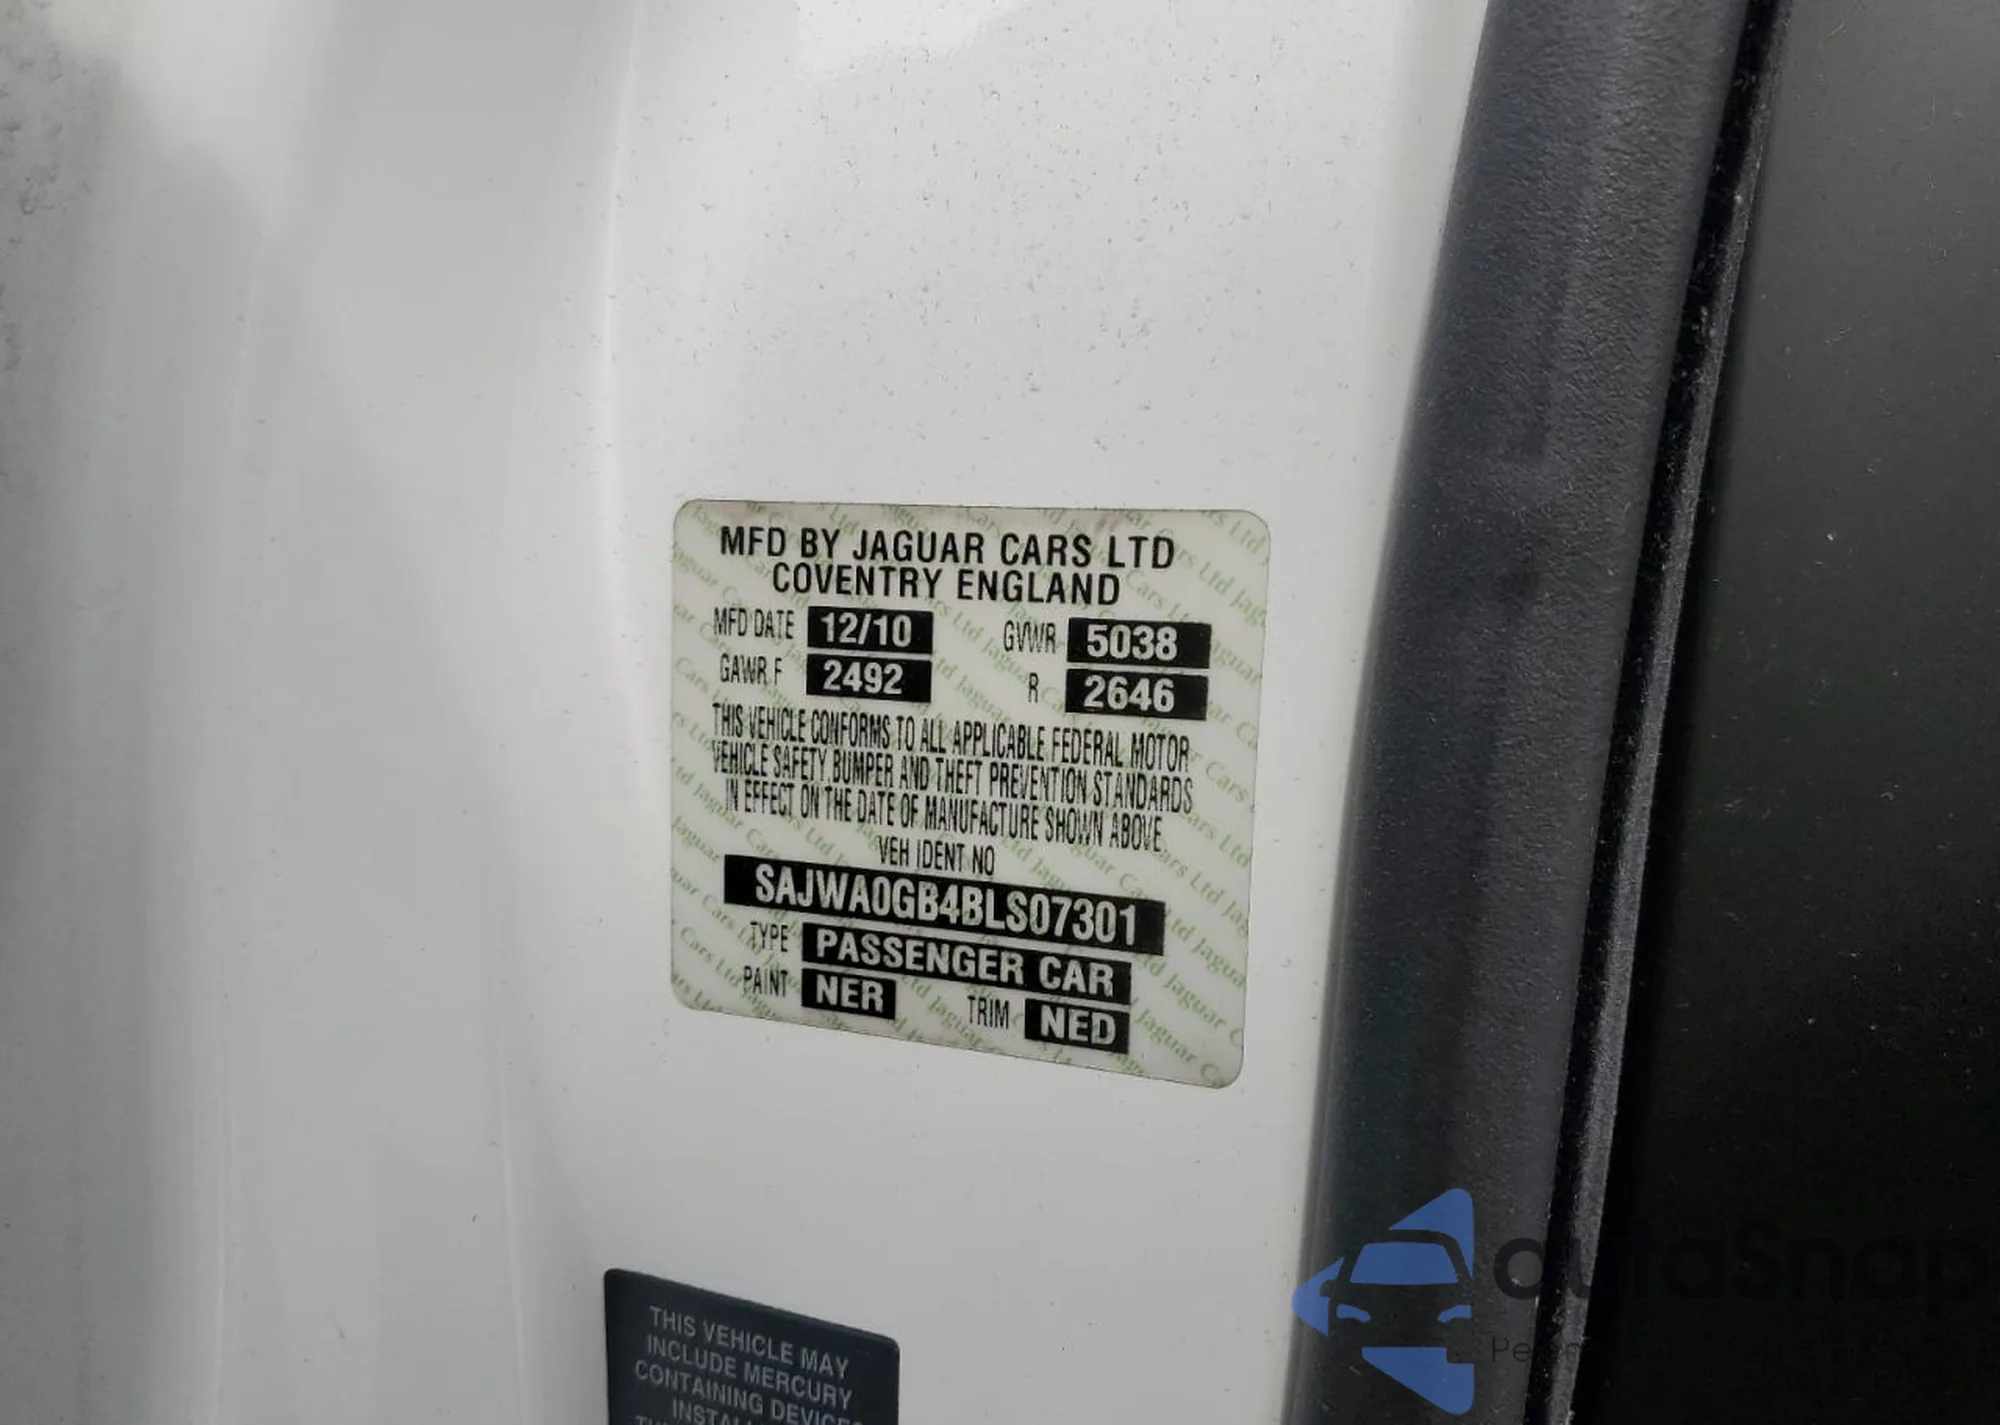 MFD BY JAGUAR CARS LTD
COVENTRY ENGLAND
MFD DATE 12/10 GVWR 5038
GAWR F 2492 R 2646
THIS VEHICLE CONFORMS TO ALL APPLICABLE FEDERAL MOTOR
VEHICLE SAFETY BUMPER AND THEFT PREVENTION STANDARDS
IN EFFECT ON THE DATE OF MANUFACTURE SHOWN ABOVE
VEH IDENT NO
SAJWA0GB4BLS07301
TYPE PASSENGER CAR
PAINT NER TRIM NED
THIS VEHICLE MAY
INCLUDE MERCURY
CONTAINING DEVICES
autoSnap